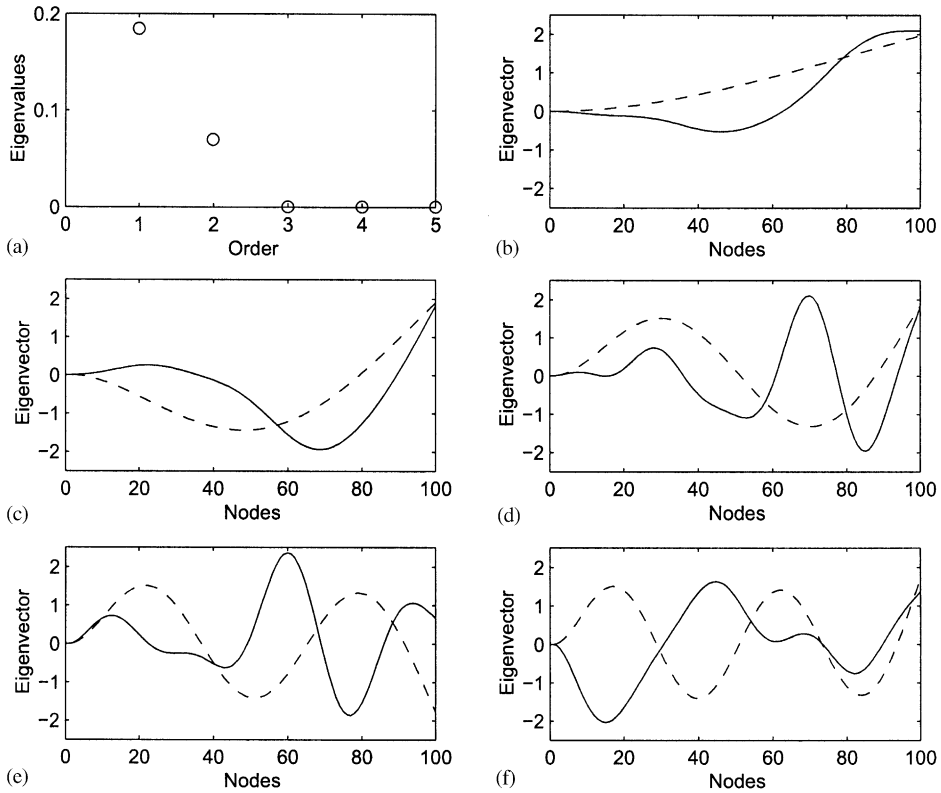 0.2
0.1
0
Eigenvalues
0 1 2 3 4 5
Order
(a)
2
1
0
−1
−2
Eigenvector
0 20 40 60 80 100
Nodes
(b)
2
1
0
−1
−2
Eigenvector
0 20 40 60 80 100
Nodes
(c)
2
1
0
−1
−2
Eigenvector
0 20 40 60 80 100
Nodes
(d)
2
1
0
−1
−2
Eigenvector
0 20 40 60 80 100
Nodes
(e)
2
1
0
−1
−2
Eigenvector
0 20 40 60 80 100
Nodes
(f)